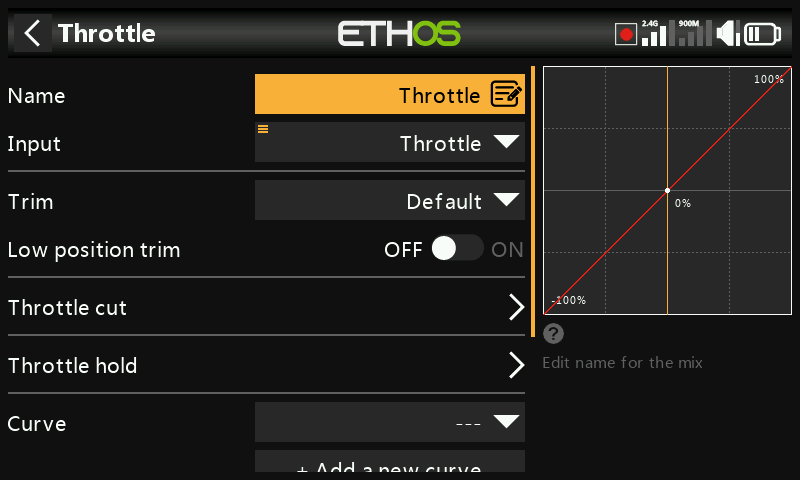 Throttle
ETHOS
2.4G
900M
Name
Throttle
Input
Throttle
Trim
Default
Low position trim
OFF
ON
Throttle cut
Throttle hold
Curve
---
+ Add a new curve
100%
0%
-100%
?
Edit name for the mix